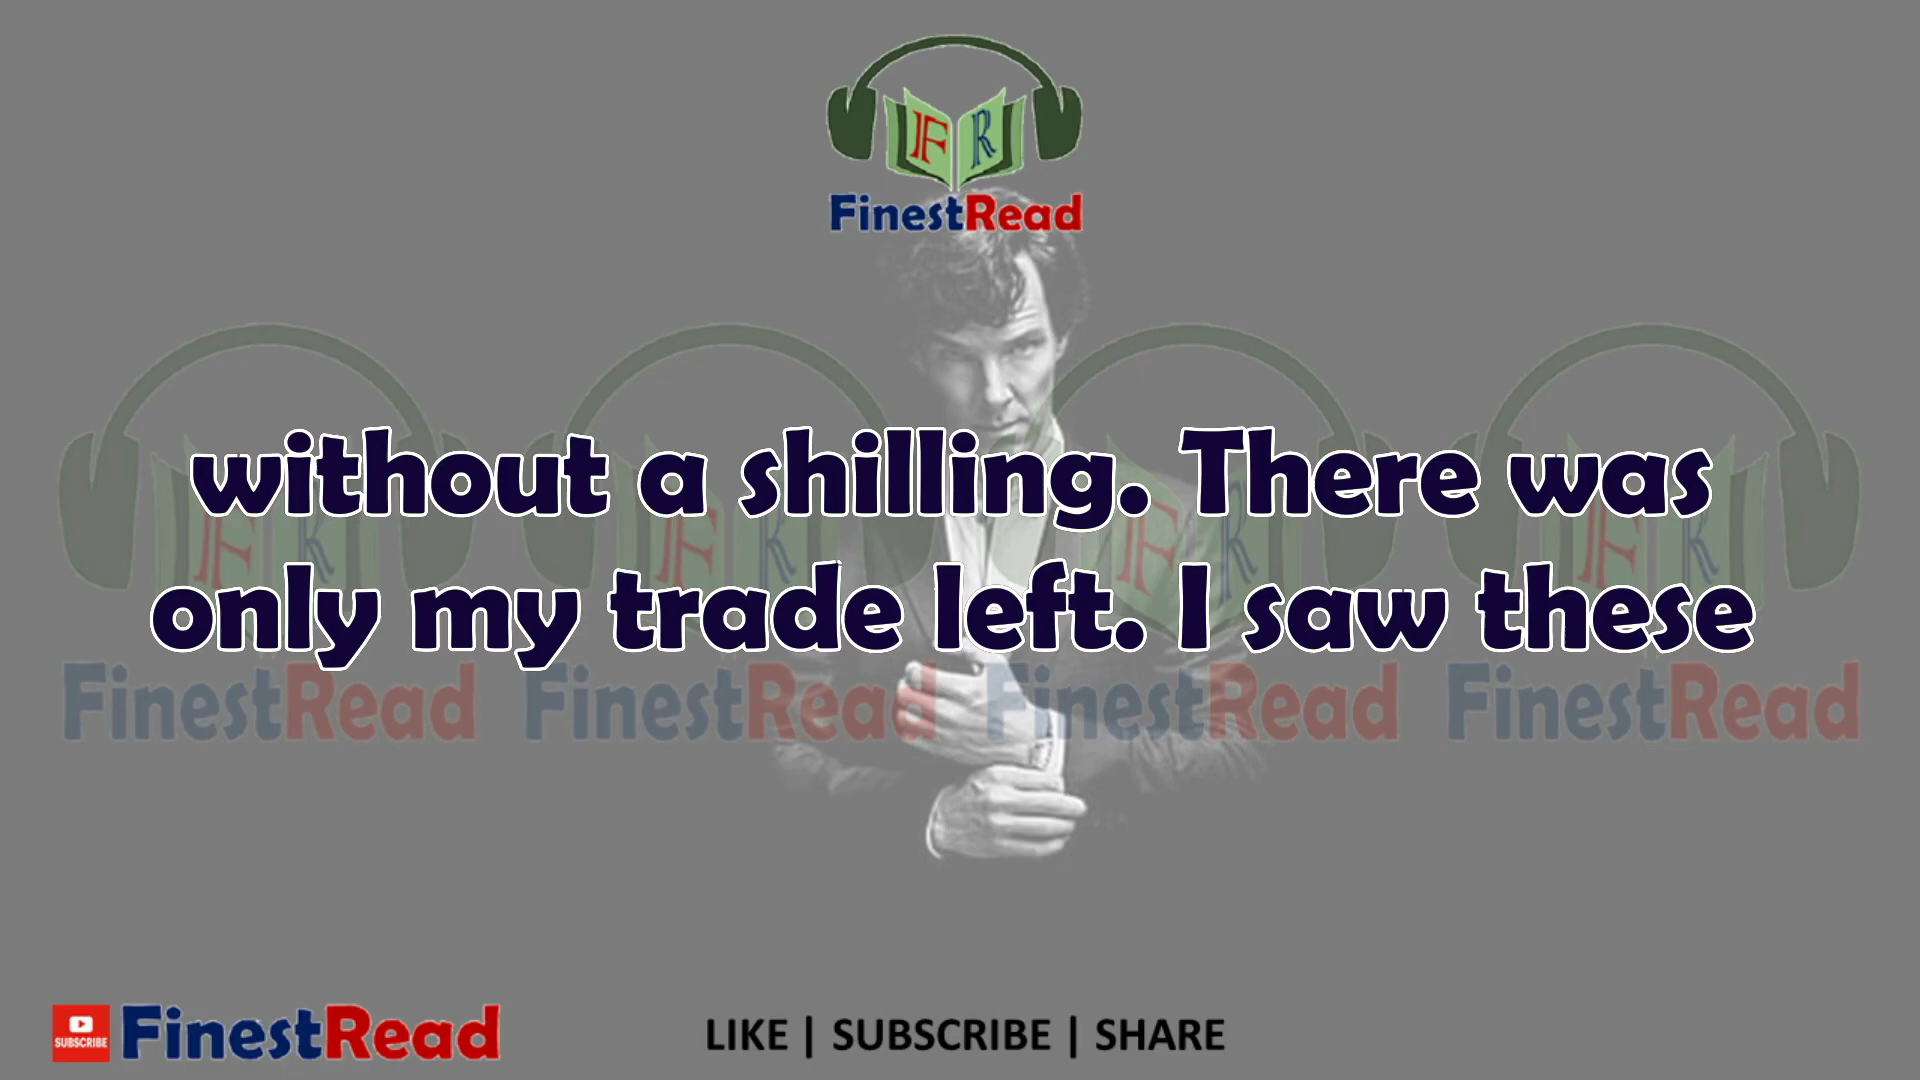 F R
FinestRead
without a shilling. There was
only my trade left. I saw these
F R F R F R F R
FinestRead FinestRead FinestRead FinestRead
SUBSCRIBE FinestRead LIKE | SUBSCRIBE | SHARE